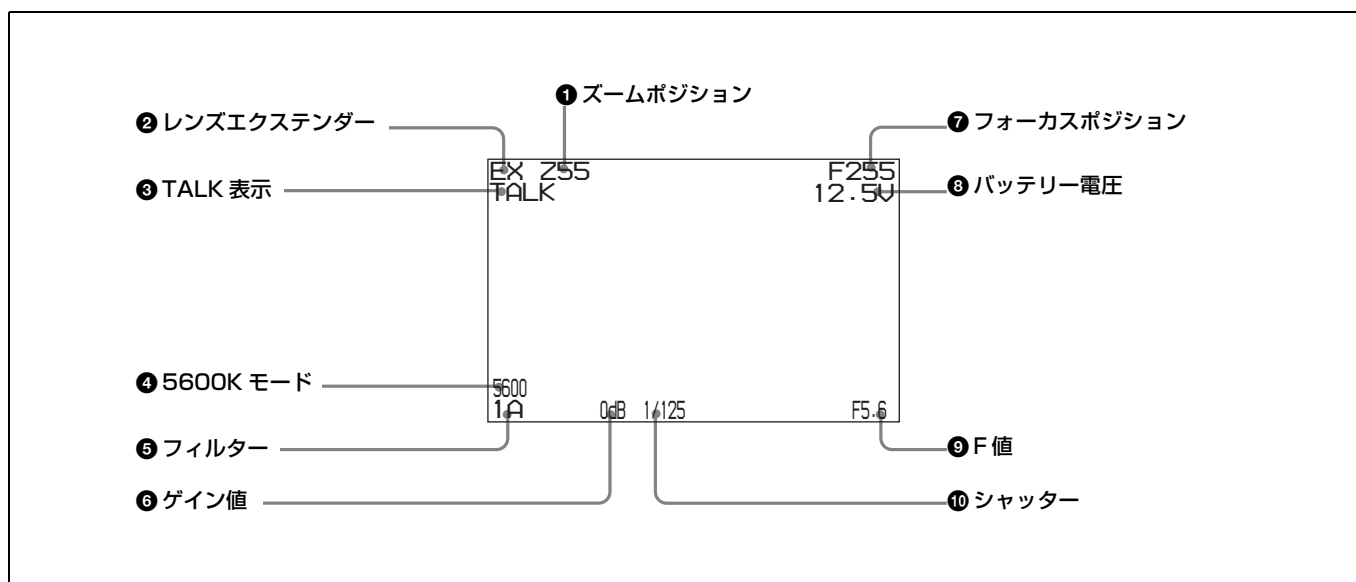 ❶ ズームポジション
❷ レンズエクステンダー
❼ フォーカスポジション
EX Z55
F255
❸ TALK 表示
TALK
12.5V
❽ バッテリー電圧
❹ 5600K モード
5600
1A
0dB
1/125
F5.6
❺ フィルター
❾ F 値
❻ ゲイン値
❿ シャッター